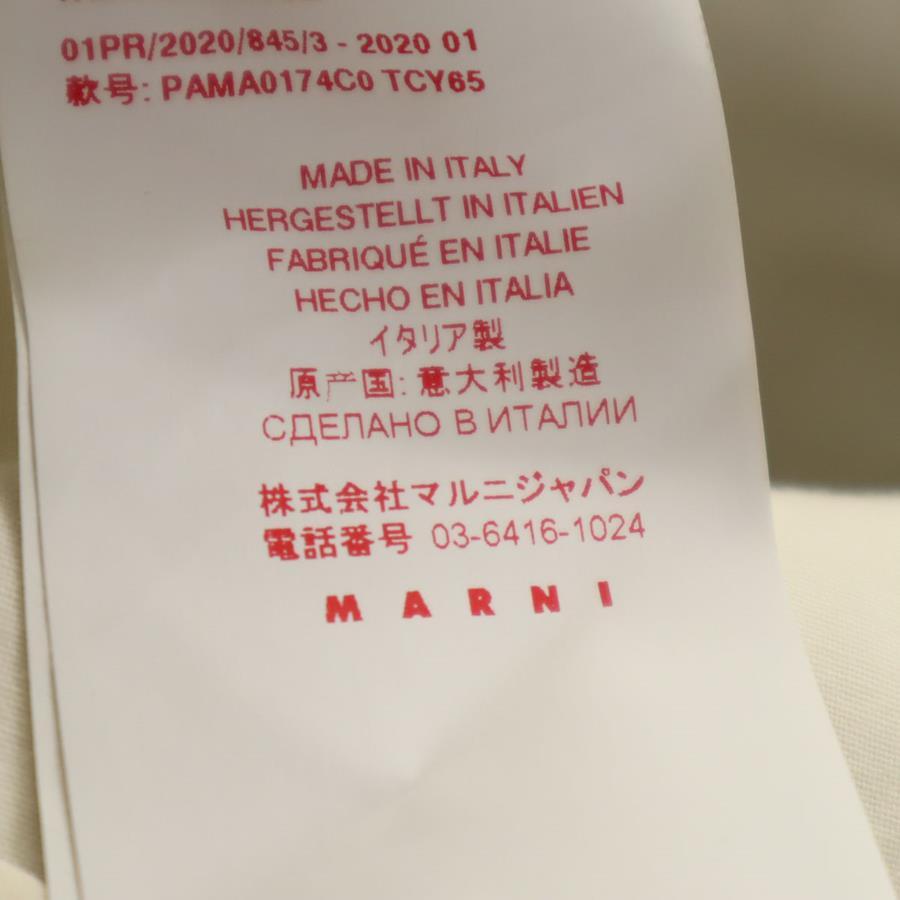 01PR/2020/845/3 - 2020 01
款号: PAMA0174C0 TCY65
MADE IN ITALY
HERGESTELLT IN ITALIEN
FABRIQUÉ EN ITALIE
HECHO EN ITALIA
イタリア製
原产国: 意大利製造
СДЕЛАНО В ИТАЛИИ
株式会社マルニジャパン
電話番号 03-6416-1024
MARNI